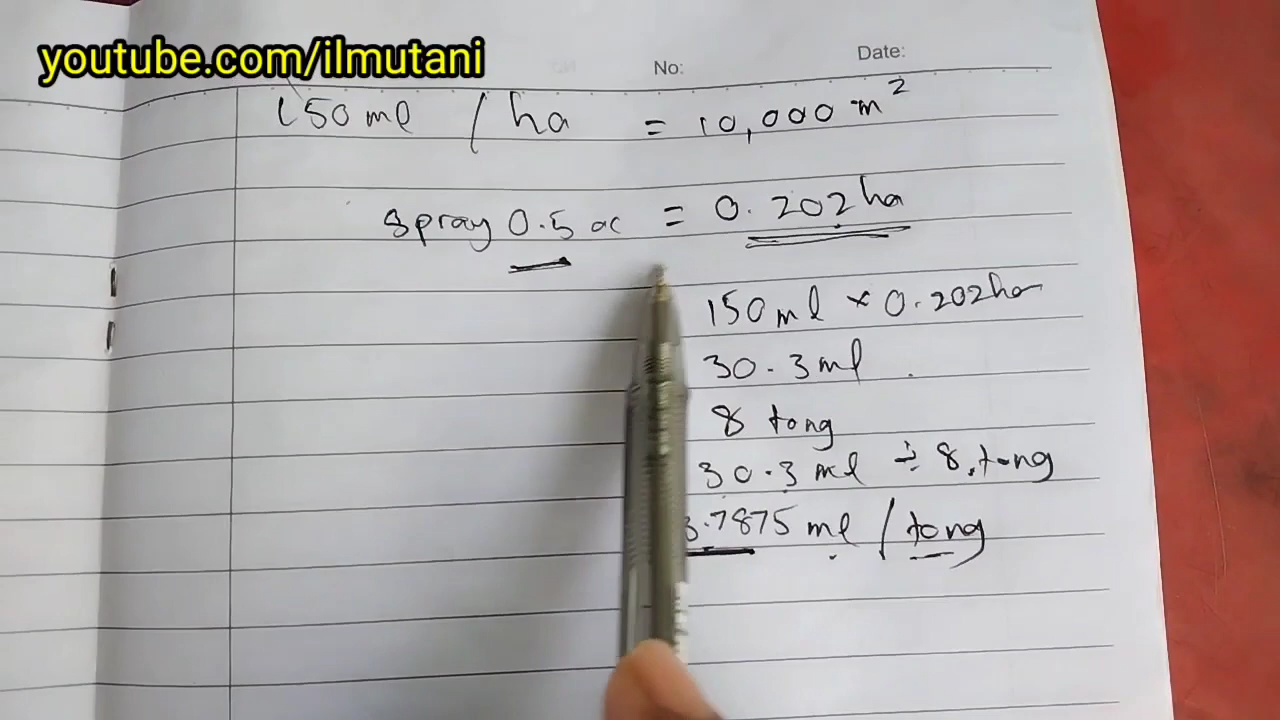 youtube.com/ilmutani
No:
Date:
150 ml / ha = 10,000 m²
spray 0.5 ac = 0.202 ha
150 ml × 0.202 ha
30.3 ml
8 tong
30.3 ml ÷ 8 tong
3.7875 ml / tong